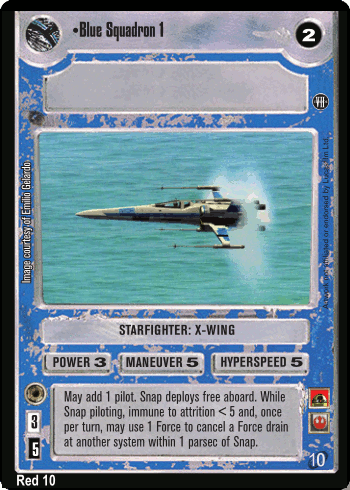 •Blue Squadron 1
2
VII
Image courtesy of Emilio Gelardo
STARFIGHTER: X-WING
POWER 3
MANEUVER 5
HYPERSPEED 5
May add 1 pilot. Snap deploys free aboard. While
Snap piloting, immune to attrition < 5 and, once
per turn, may use 1 Force to cancel a Force drain
at another system within 1 parsec of Snap.
3
5
10
Red 10